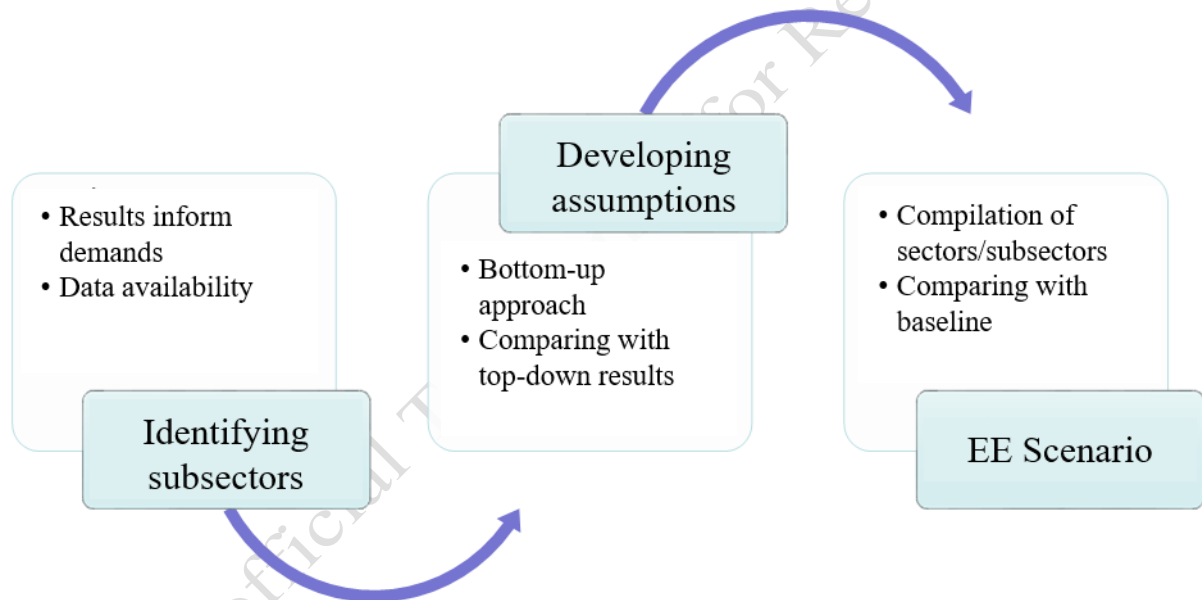 • Results inform
demands
• Data availability
Identifying
subsectors
Developing
assumptions
• Bottom-up
approach
• Comparing with
top-down results
• Compilation of
sectors/subsectors
• Comparing with
baseline
EE Scenario
for